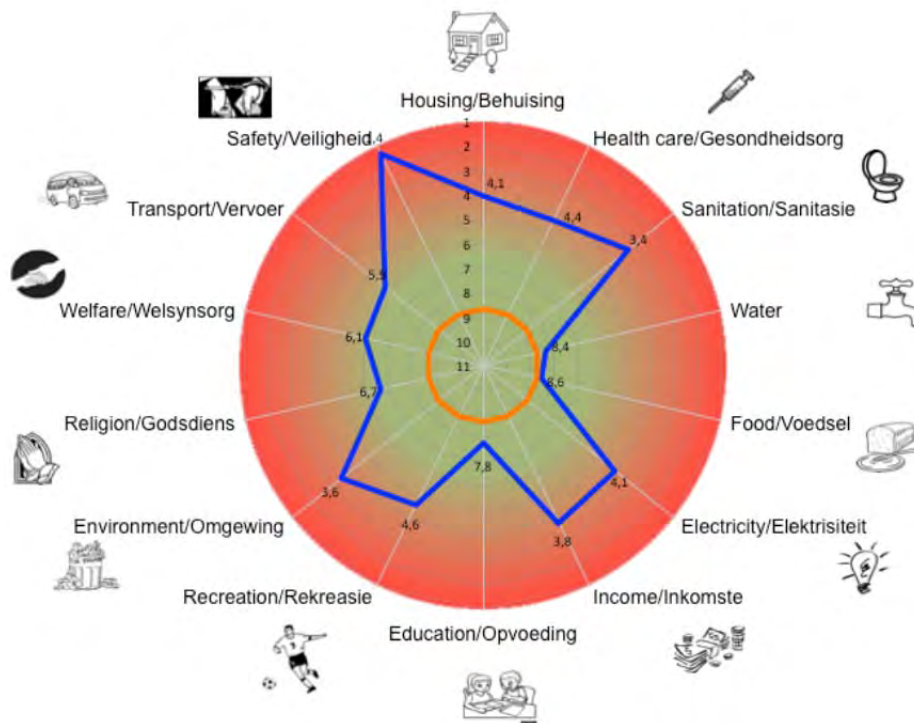 Housing/Behuising
Health care/Gesondheidsorg
Sanitation/Sanitasie
Water
Food/Voedsel
Electricity/Elektrisiteit
Income/Inkomste
Education/Opvoeding
Recreation/Rekreasie
Environment/Omgewing
Religion/Godsdiens
Welfare/Welsynsorg
Transport/Vervoer
Safety/Veiligheid
1
2
3
4
5
6
7
8
9
10
11
4,1
4,4
3,4
8,4
8,6
4,1
3,8
7,8
4,6
3,6
6,7
6,1